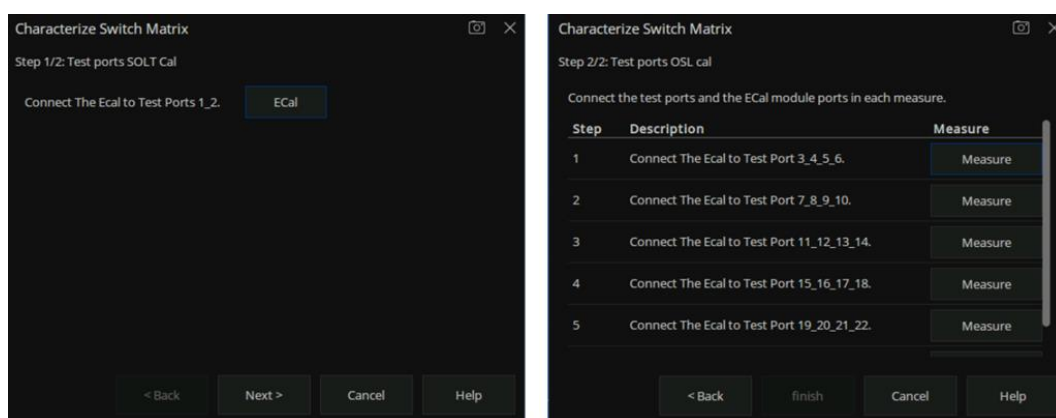 Characterize Switch Matrix
Step 1/2: Test ports SOLT Cal
Connect The Ecal to Test Ports 1_2.
ECal
< Back
Next >
Cancel
Help
Characterize Switch Matrix
Step 2/2: Test ports OSL cal
Connect the test ports and the ECal module ports in each measure.
Step Description Measure
1 Connect The Ecal to Test Port 3_4_5_6. Measure
2 Connect The Ecal to Test Port 7_8_9_10. Measure
3 Connect The Ecal to Test Port 11_12_13_14. Measure
4 Connect The Ecal to Test Port 15_16_17_18. Measure
5 Connect The Ecal to Test Port 19_20_21_22. Measure
< Back
finish
Cancel
Help